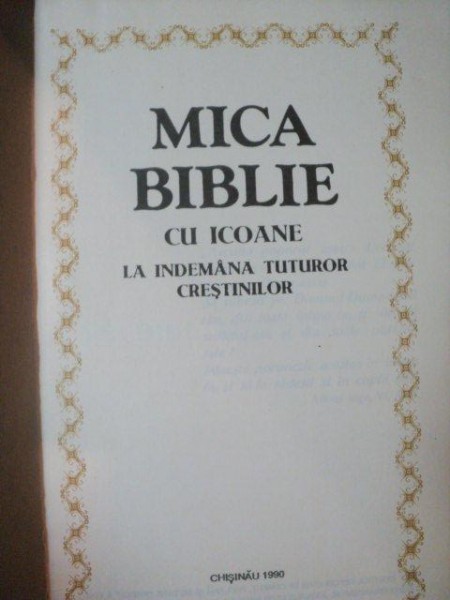 MICA
BIBLIE
CU ICOANE
LA INDEMÂNA TUTUROR
CREŞTINILOR
CHIŞINĂU 1990